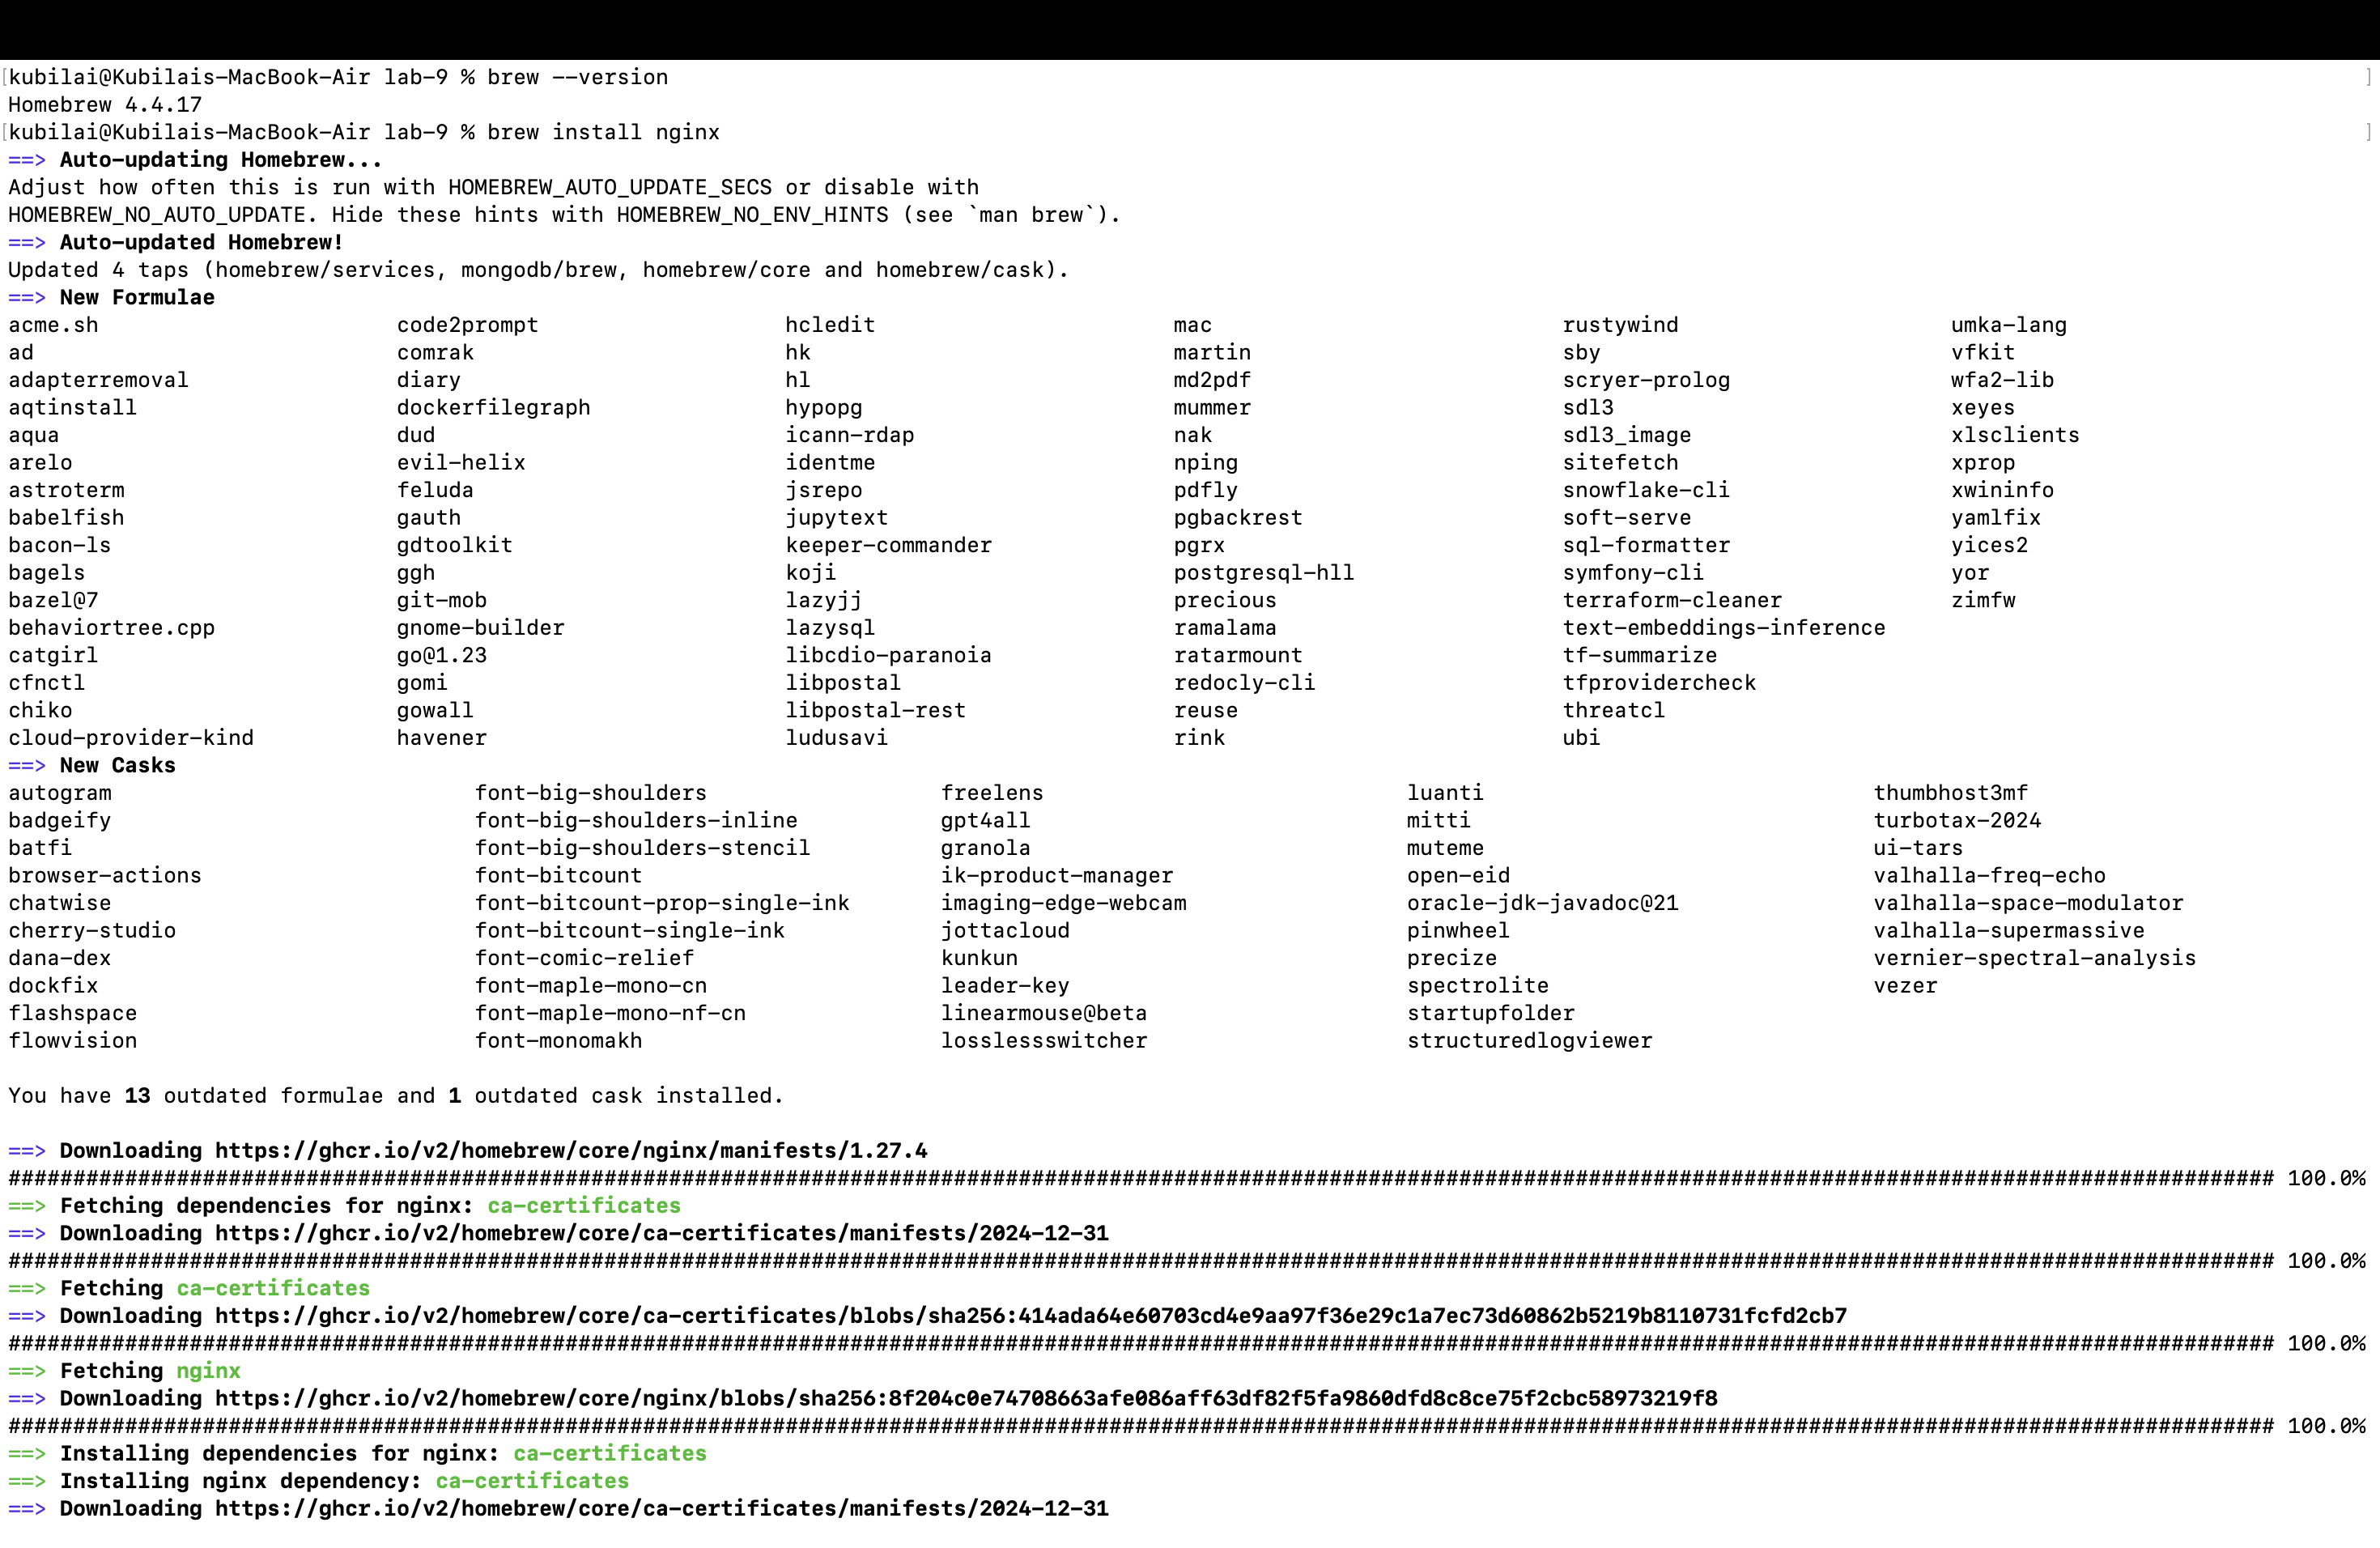 [kubilai@Kubilais-MacBook-Air lab-9 % brew --version ]
Homebrew 4.4.17
[kubilai@Kubilais-MacBook-Air lab-9 % brew install nginx ]
==> Auto-updating Homebrew...
Adjust how often this is run with HOMEBREW_AUTO_UPDATE_SECS or disable with
HOMEBREW_NO_AUTO_UPDATE. Hide these hints with HOMEBREW_NO_ENV_HINTS (see `man brew`).
==> Auto-updated Homebrew!
Updated 4 taps (homebrew/services, mongodb/brew, homebrew/core and homebrew/cask).
==> New Formulae
acme.sh code2prompt hcledit mac rustywind umka-lang
ad comrak hk martin sby vfkit
adapterremoval diary hl md2pdf scryer-prolog wfa2-lib
aqtinstall dockerfilegraph hypopg mummer sdl3 xeyes
aqua dud icann-rdap nak sdl3_image xlsclients
arelo evil-helix identme nping sitefetch xprop
astroterm feluda jsrepo pdfly snowflake-cli xwininfo
babelfish gauth jupytext pgbackrest soft-serve yamlfix
bacon-ls gdtoolkit keeper-commander pgrx sql-formatter yices2
bagels ggh koji postgresql-hll symfony-cli yor
bazel@7 git-mob lazyjj precious terraform-cleaner zimfw
behaviortree.cpp gnome-builder lazysql ramalama text-embeddings-inference
catgirl go@1.23 libcdio-paranoia ratarmount tf-summarize
cfnctl gomi libpostal redocly-cli tfprovidercheck
chiko gowall libpostal-rest reuse threatcl
cloud-provider-kind havener ludusavi rink ubi
==> New Casks
autogram font-big-shoulders freelens luanti thumbhost3mf
badgeify font-big-shoulders-inline gpt4all mitti turbotax-2024
batfi font-big-shoulders-stencil granola muteme ui-tars
browser-actions font-bitcount ik-product-manager open-eid valhalla-freq-echo
chatwise font-bitcount-prop-single-ink imaging-edge-webcam oracle-jdk-javadoc@21 valhalla-space-modulator
cherry-studio font-bitcount-single-ink jottacloud pinwheel valhalla-supermassive
dana-dex font-comic-relief kunkun precize vernier-spectral-analysis
dockfix font-maple-mono-cn leader-key spectrolite vezer
flashspace font-maple-mono-nf-cn linearmouse@beta startupfolder
flowvision font-monomakh losslessswitcher structuredlogviewer
You have 13 outdated formulae and 1 outdated cask installed.
==> Downloading https://ghcr.io/v2/homebrew/core/nginx/manifests/1.27.4
############################################################################################################################################################################### 100.0%
==> Fetching dependencies for nginx: ca-certificates
==> Downloading https://ghcr.io/v2/homebrew/core/ca-certificates/manifests/2024-12-31
############################################################################################################################################################################### 100.0%
==> Fetching ca-certificates
==> Downloading https://ghcr.io/v2/homebrew/core/ca-certificates/blobs/sha256:414ada64e60703cd4e9aa97f36e29c1a7ec73d60862b5219b8110731fcfd2cb7
############################################################################################################################################################################### 100.0%
==> Fetching nginx
==> Downloading https://ghcr.io/v2/homebrew/core/nginx/blobs/sha256:8f204c0e74708663afe086aff63df82f5fa9860dfd8c8ce75f2cbc58973219f8
############################################################################################################################################################################### 100.0%
==> Installing dependencies for nginx: ca-certificates
==> Installing nginx dependency: ca-certificates
==> Downloading https://ghcr.io/v2/homebrew/core/ca-certificates/manifests/2024-12-31